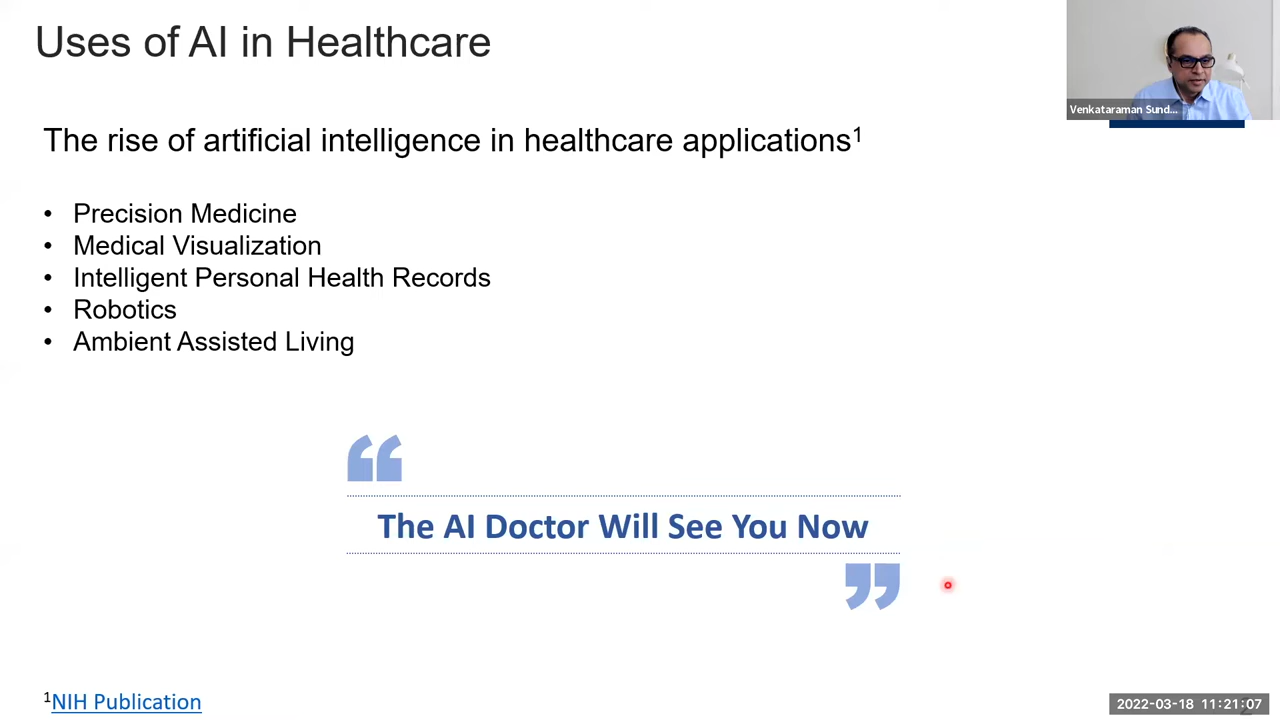 Uses of AI in Healthcare
Venkataraman Sund...
The rise of artificial intelligence in healthcare applications¹
• Precision Medicine
• Medical Visualization
• Intelligent Personal Health Records
• Robotics
• Ambient Assisted Living
“
The AI Doctor Will See You Now
”
¹NIH Publication
2022-03-18 11:21:07